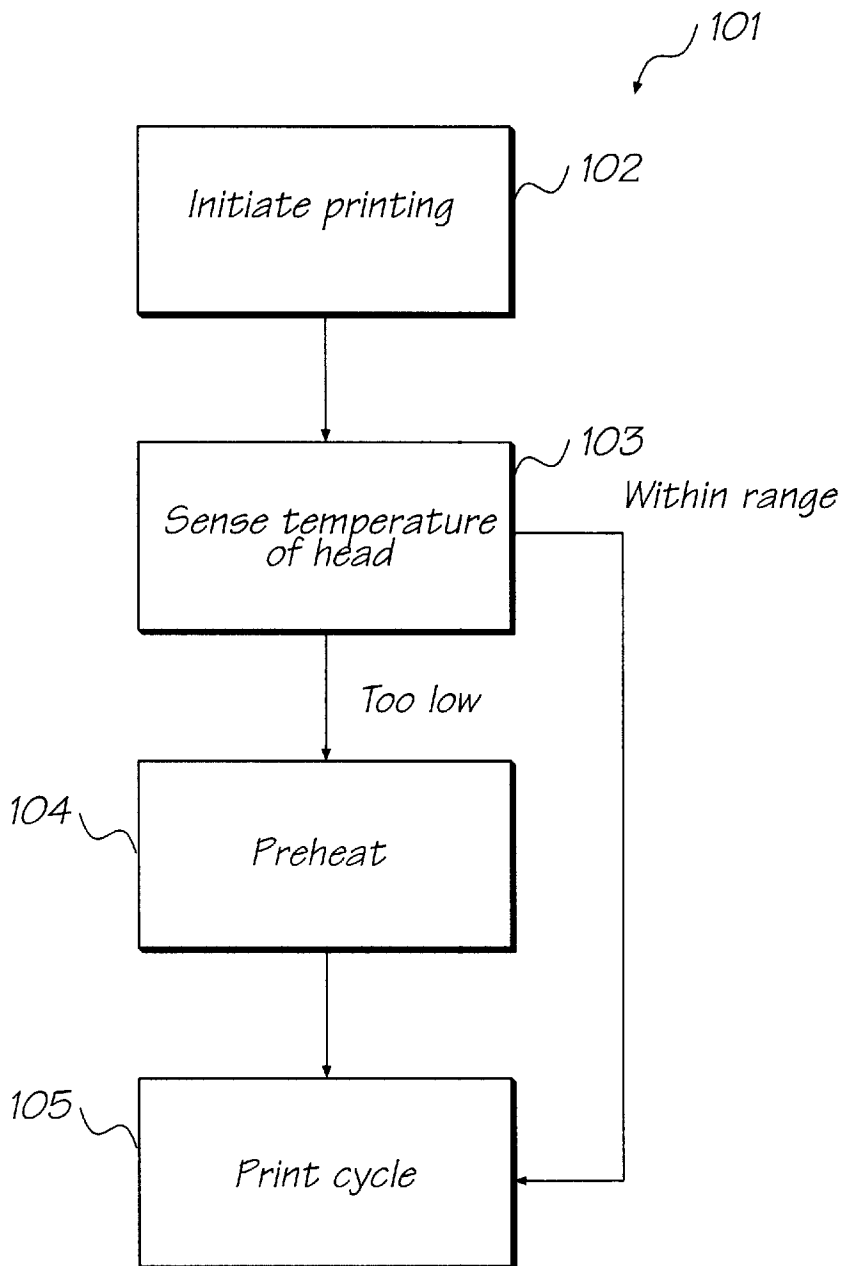 101
Initiate printing
102
103
Within range
Sense temperature
of head
Too low
104
Preheat
105
Print cycle